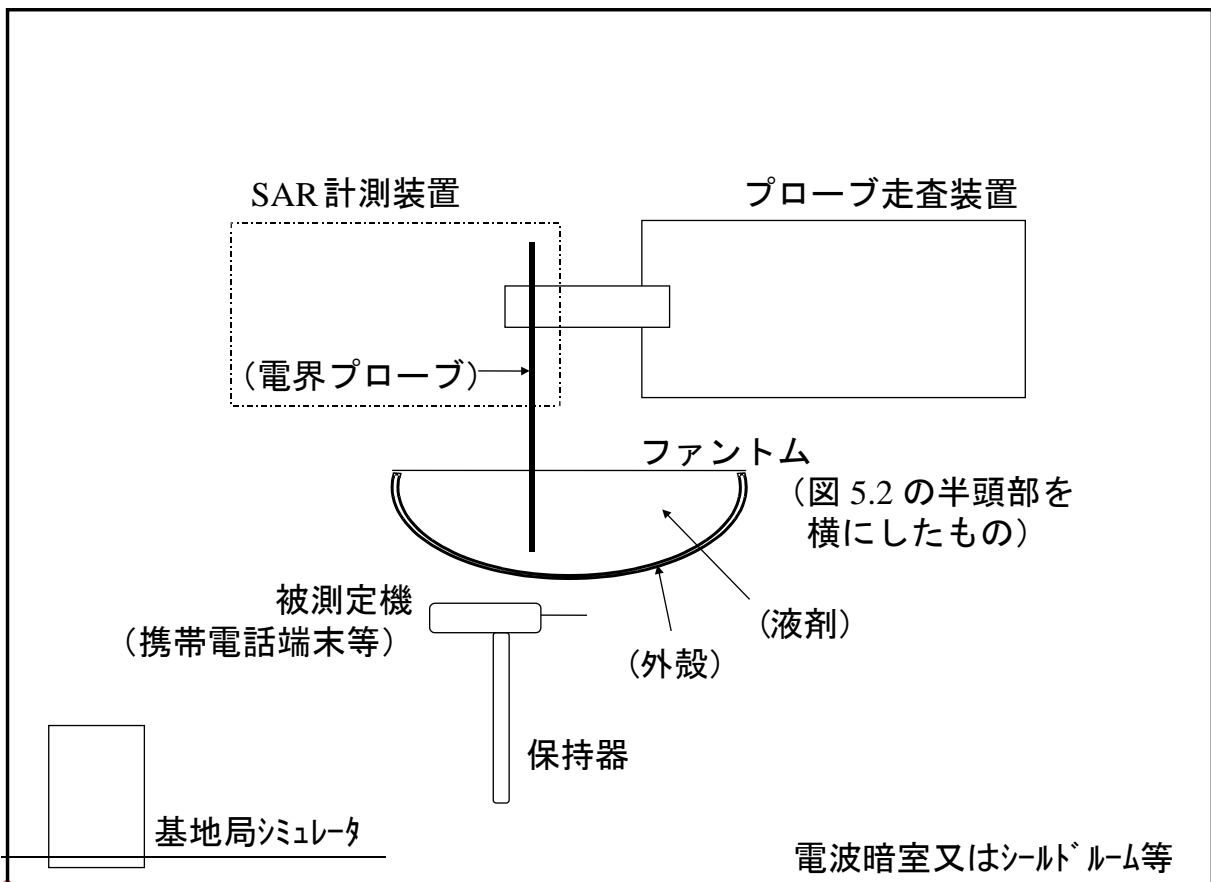 SAR計測装置
プローブ走査装置
(電界プローブ)
ファントム
(図 5.2 の半頭部を
横にしたもの)
被測定機
(携帯電話端末等)
(液剤)
(外殻)
保持器
基地局ｼﾐｭﾚｰﾀ
電波暗室又はｼｰﾙﾄﾞﾙｰﾑ等